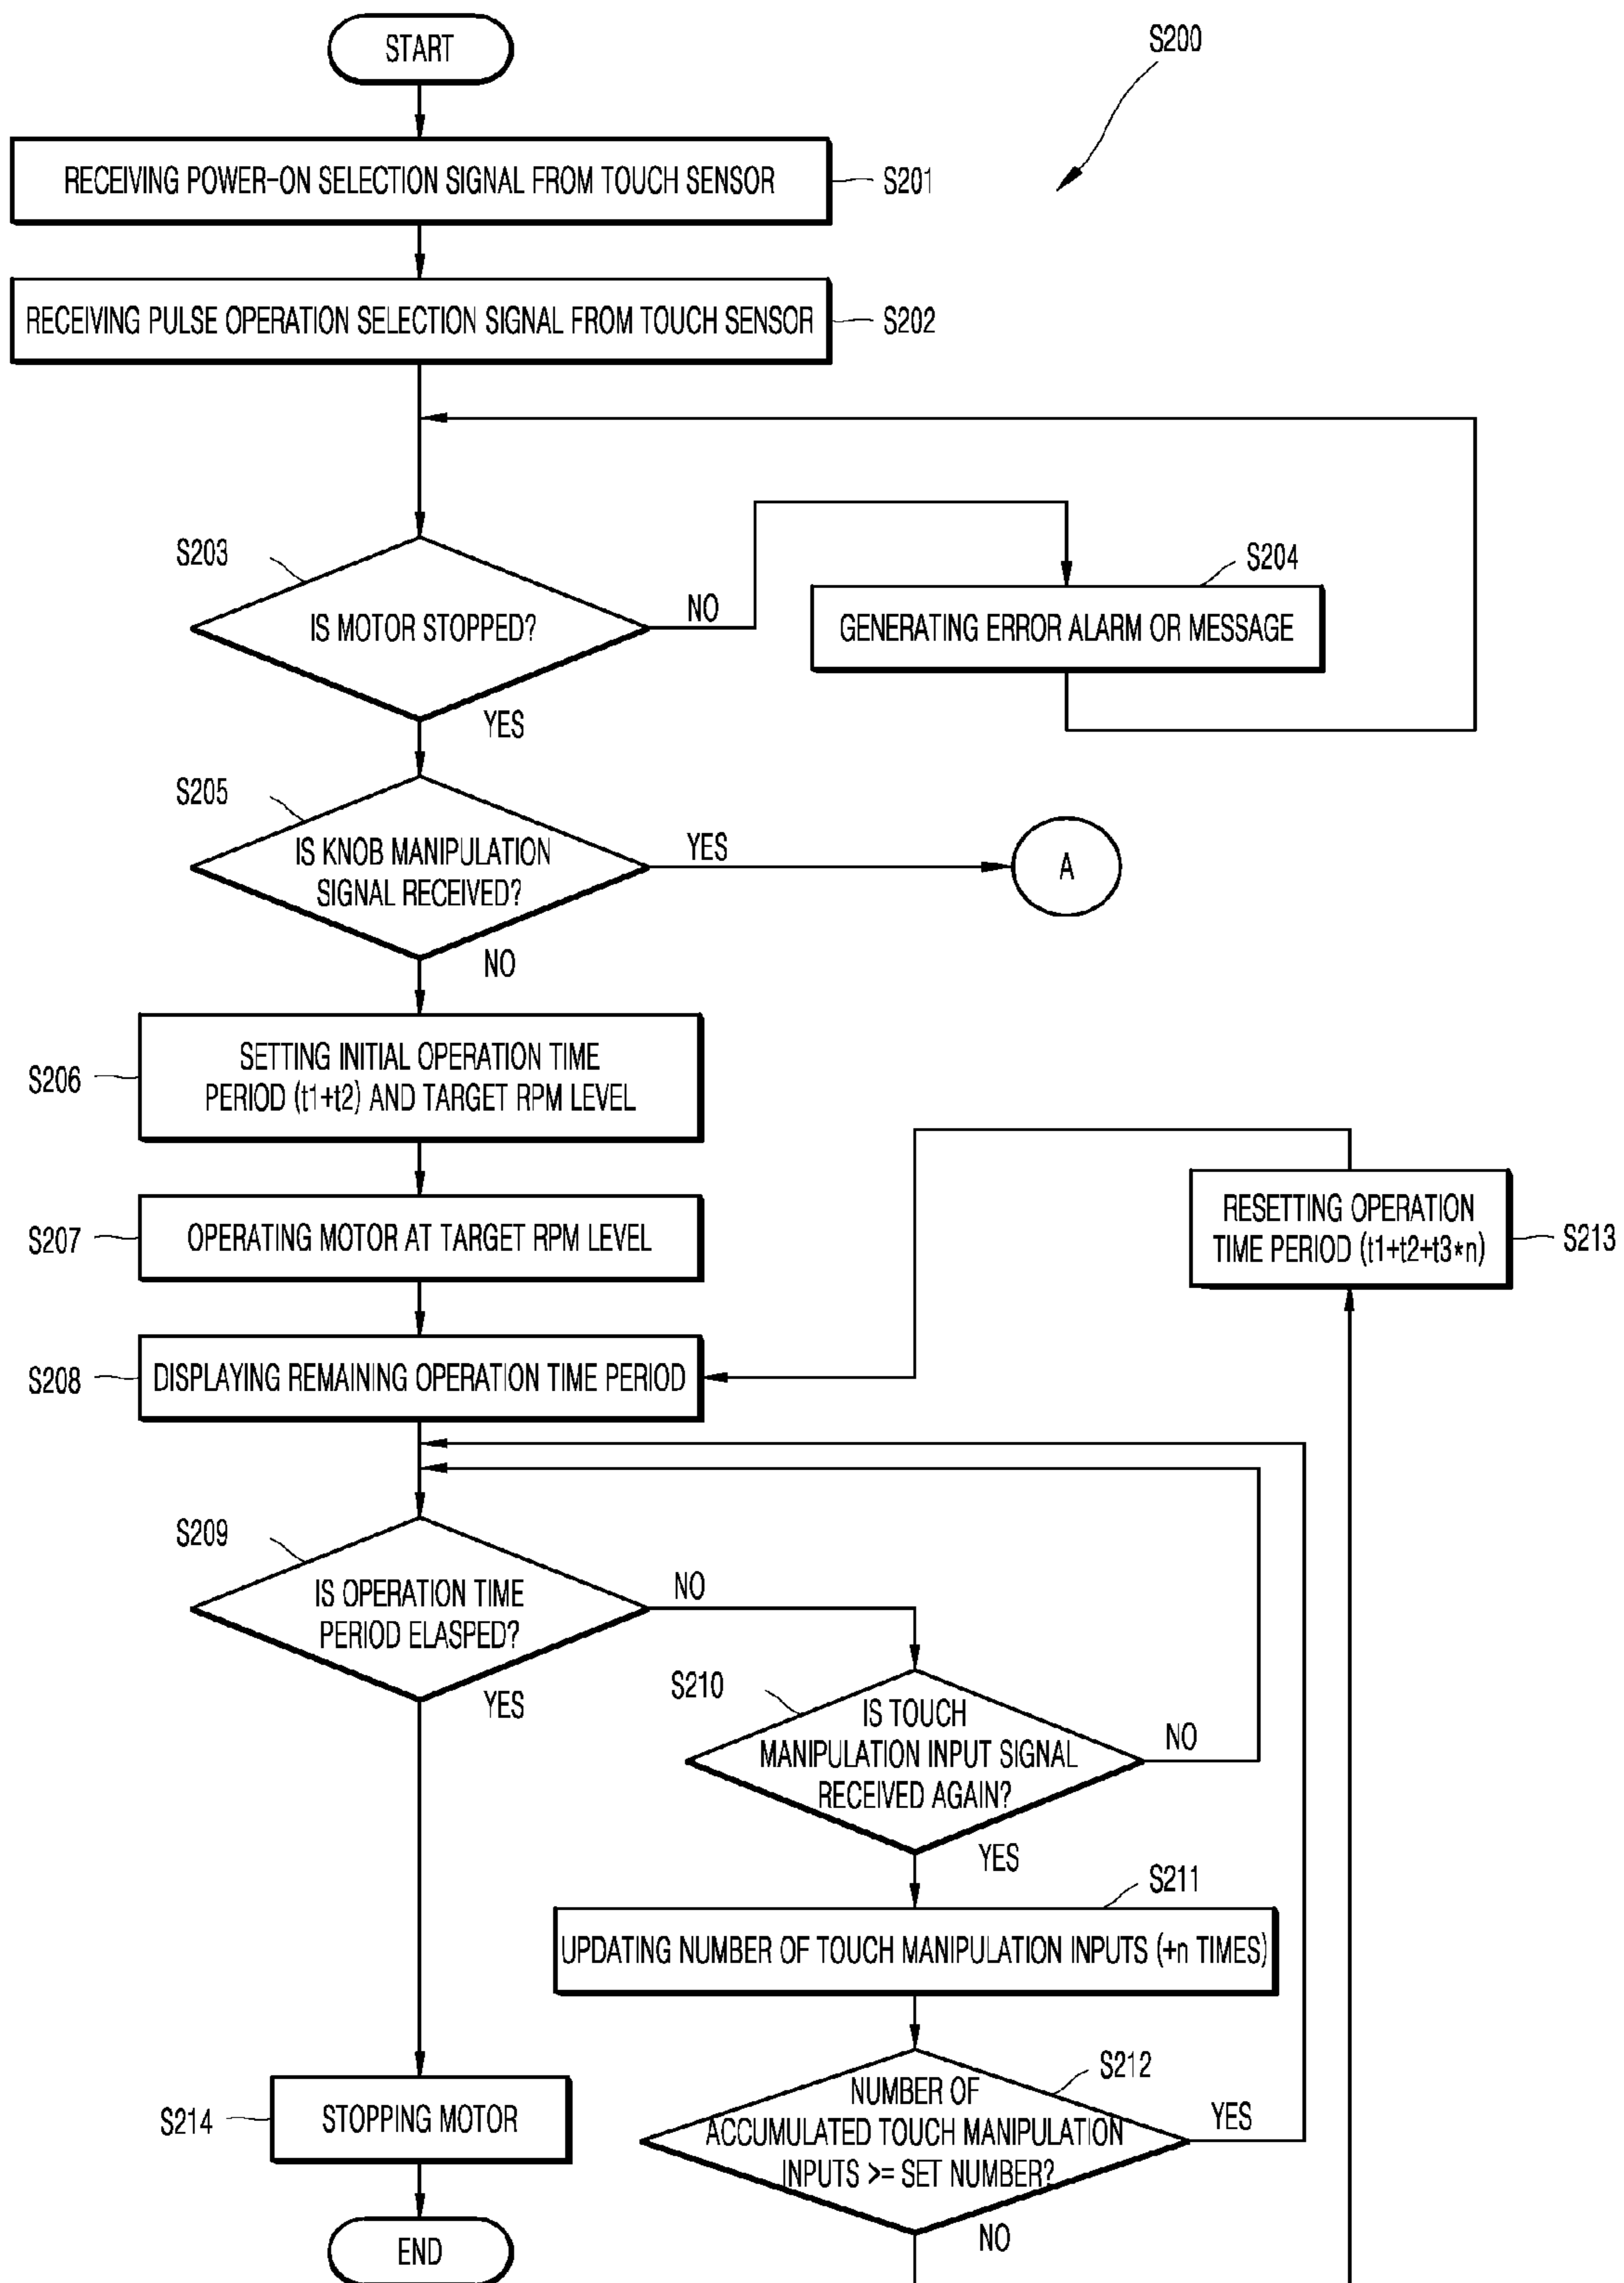 START
S200
RECEIVING POWER-ON SELECTION SIGNAL FROM TOUCH SENSOR
S201
RECEIVING PULSE OPERATION SELECTION SIGNAL FROM TOUCH SENSOR
S202
S203
IS MOTOR STOPPED?
NO
YES
S204
GENERATING ERROR ALARM OR MESSAGE
S205
IS KNOB MANIPULATION
SIGNAL RECEIVED?
YES
A
NO
S206
SETTING INITIAL OPERATION TIME
PERIOD (t1+t2) AND TARGET RPM LEVEL
S207
OPERATING MOTOR AT TARGET RPM LEVEL
RESETTING OPERATION
TIME PERIOD (t1+t2+t3*n)
S213
S208
DISPLAYING REMAINING OPERATION TIME PERIOD
S209
IS OPERATION TIME
PERIOD ELASPED?
NO
YES
S210
IS TOUCH
MANIPULATION INPUT SIGNAL
RECEIVED AGAIN?
NO
YES
S211
UPDATING NUMBER OF TOUCH MANIPULATION INPUTS (+n TIMES)
S212
NUMBER OF
ACCUMULATED TOUCH MANIPULATION
INPUTS >= SET NUMBER?
YES
NO
S214
STOPPING MOTOR
END